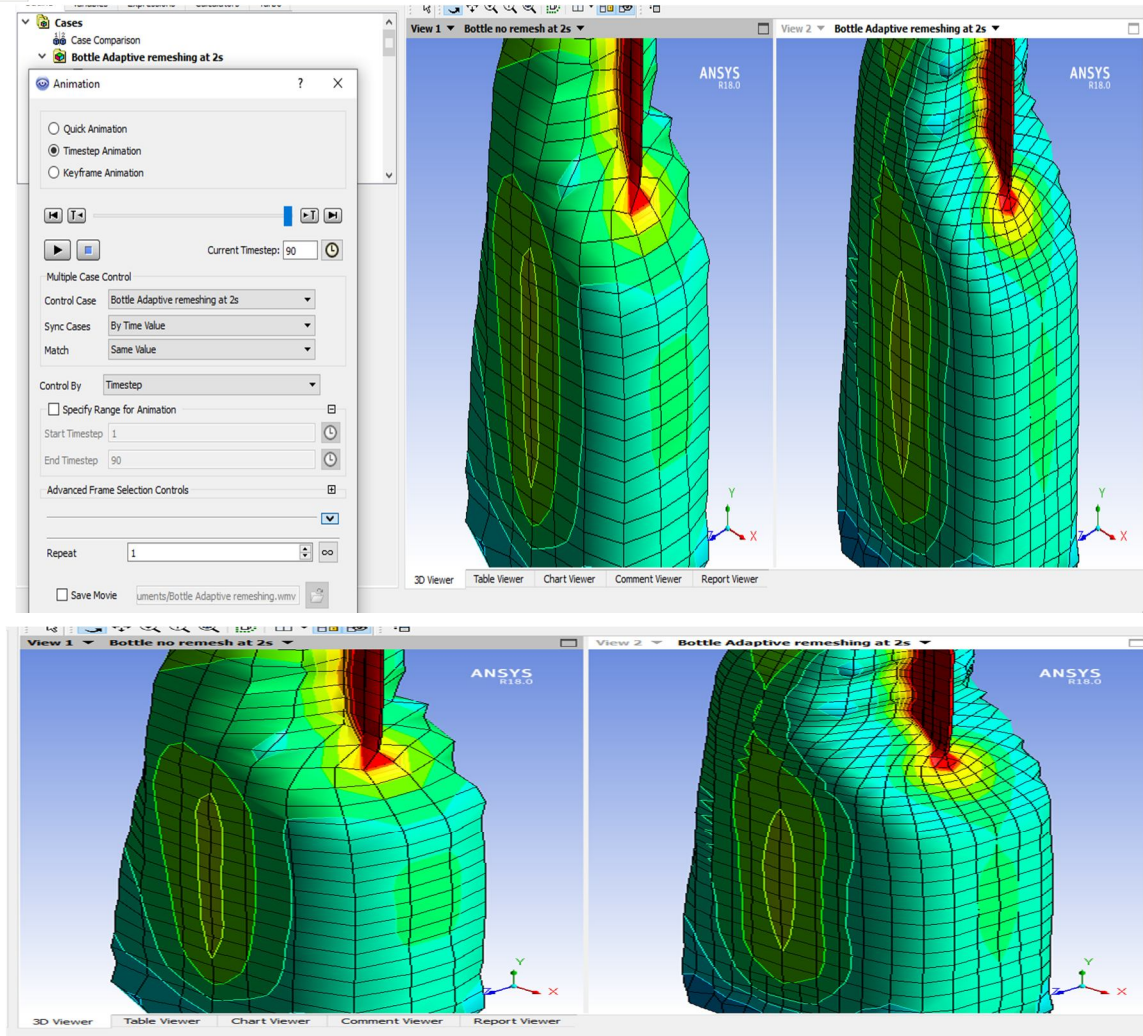 Cases
Case Comparison
Bottle Adaptive remeshing at 2s
Animation ? X
Quick Animation
Timestep Animation
Keyframe Animation
Current Timestep: 90
Multiple Case Control
Control Case Bottle Adaptive remeshing at 2s
Sync Cases By Time Value
Match Same Value
Control By Timestep
Specify Range for Animation
Start Timestep 1
End Timestep 90
Advanced Frame Selection Controls
Repeat 1
Save Movie uments/Bottle Adaptive remeshing.wmv
View 1 Bottle no remesh at 2s
ANSYS
R18.0
Y
Z X
View 2 Bottle Adaptive remeshing at 2s
ANSYS
R18.0
Y
Z X
3D Viewer Table Viewer Chart Viewer Comment Viewer Report Viewer
View 1 Bottle no remesh at 2s
ANSYS
R18.0
Y
Z X
View 2 Bottle Adaptive remeshing at 2s
ANSYS
R18.0
Y
Z X
3D Viewer Table Viewer Chart Viewer Comment Viewer Report Viewer